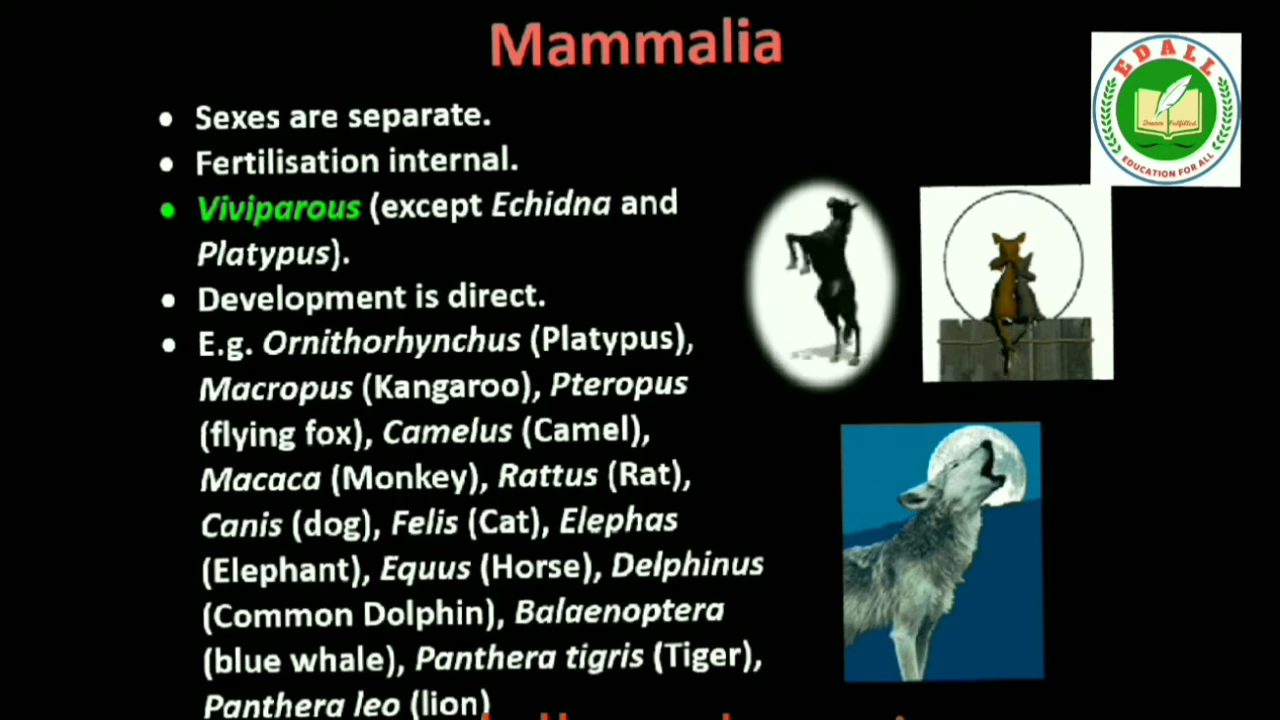 Mammalia
EDALL
Dream Fulfilled
EDUCATION FOR ALL
• Sexes are separate.
• Fertilisation internal.
• Viviparous (except Echidna and
Platypus).
• Development is direct.
• E.g. Ornithorhynchus (Platypus),
Macropus (Kangaroo), Pteropus
(flying fox), Camelus (Camel),
Macaca (Monkey), Rattus (Rat),
Canis (dog), Felis (Cat), Elephas
(Elephant), Equus (Horse), Delphinus
(Common Dolphin), Balaenoptera
(blue whale), Panthera tigris (Tiger),
Panthera leo (lion)